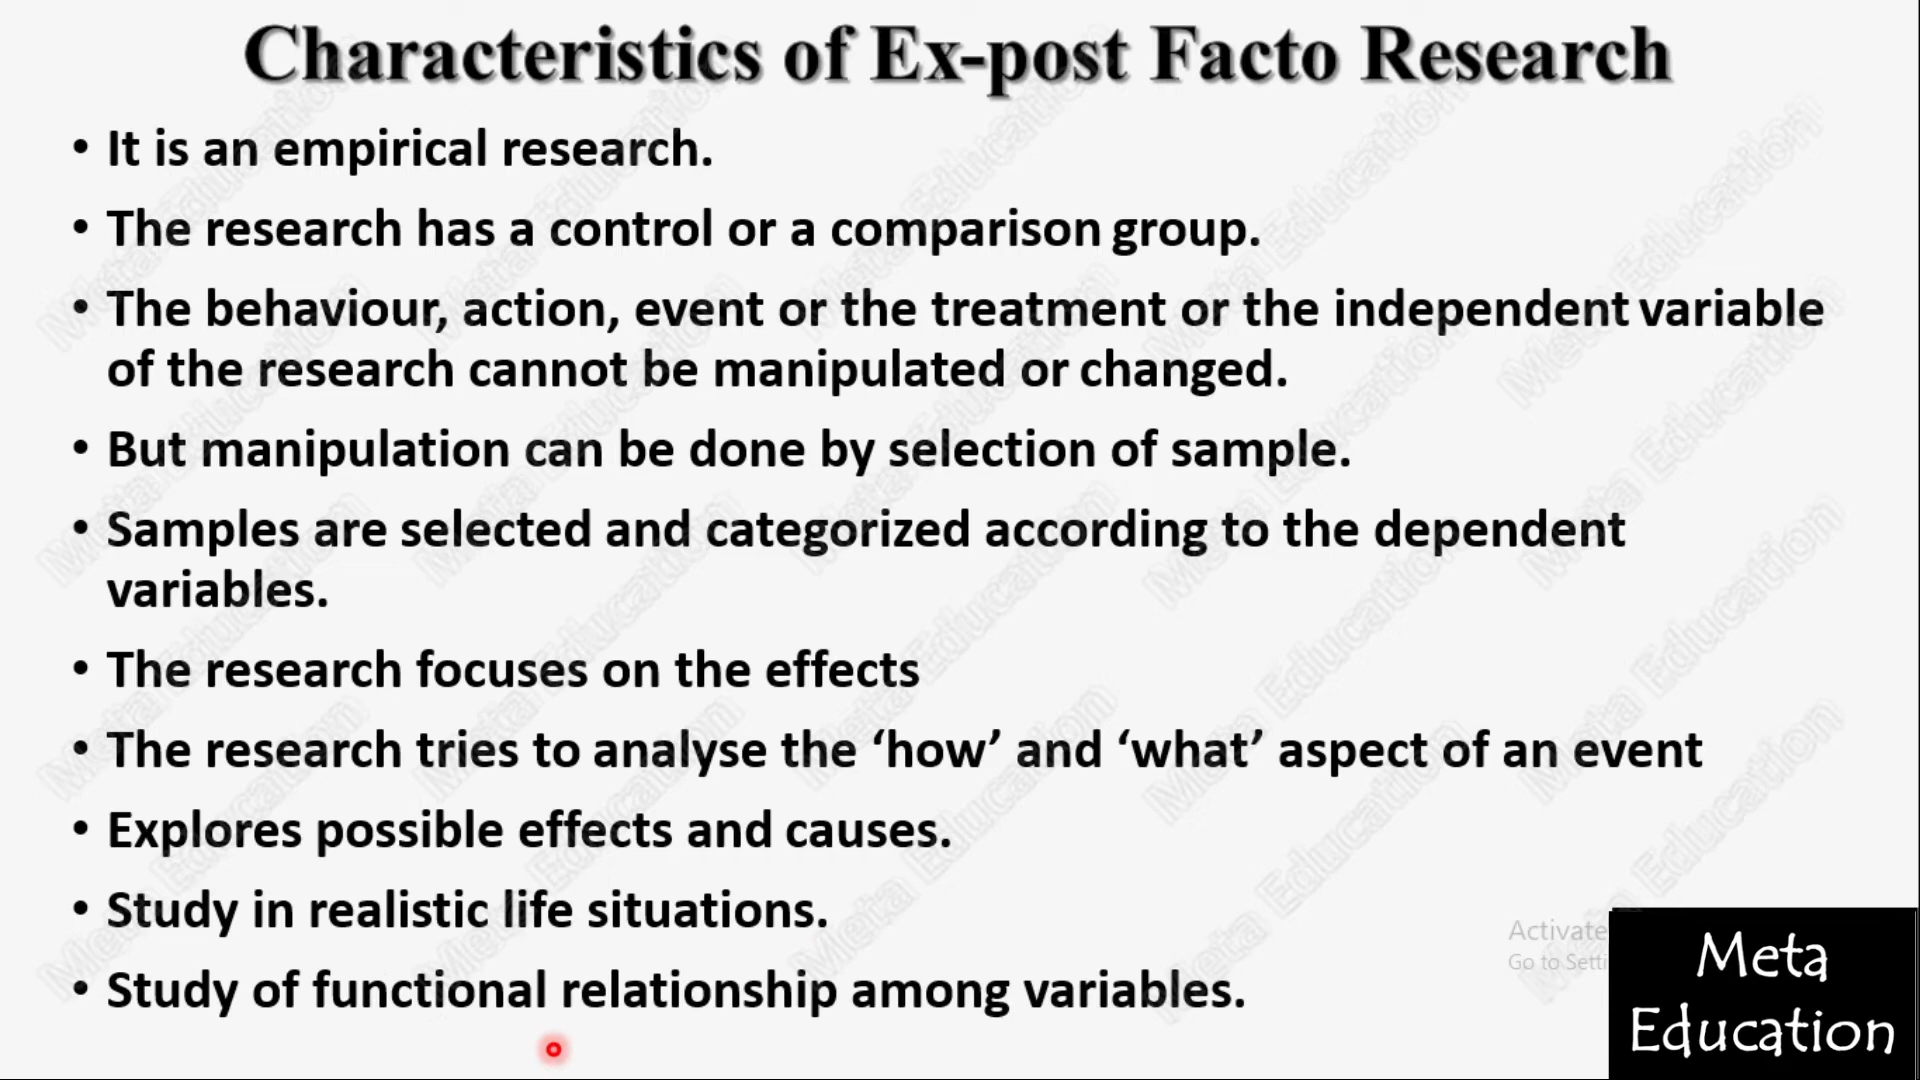 Characteristics of Ex-post Facto Research
• It is an empirical research.
• The research has a control or a comparison group.
• The behaviour, action, event or the treatment or the independent variable
of the research cannot be manipulated or changed.
• But manipulation can be done by selection of sample.
• Samples are selected and categorized according to the dependent
variables.
• The research focuses on the effects
• The research tries to analyse the ‘how’ and ‘what’ aspect of an event
• Explores possible effects and causes.
• Study in realistic life situations.
• Study of functional relationship among variables.
Activate
Go to Setti
Meta
Education